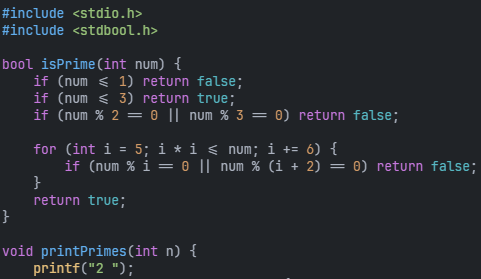 #include <stdio.h>
#include <stdbool.h>

bool isPrime(int num) {
    if (num <= 1) return false;
    if (num <= 3) return true;
    if (num % 2 == 0 || num % 3 == 0) return false;

    for (int i = 5; i * i <= num; i += 6) {
        if (num % i == 0 || num % (i + 2) == 0) return false;
    }
    return true;
}

void printPrimes(int n) {
    printf("2 ");